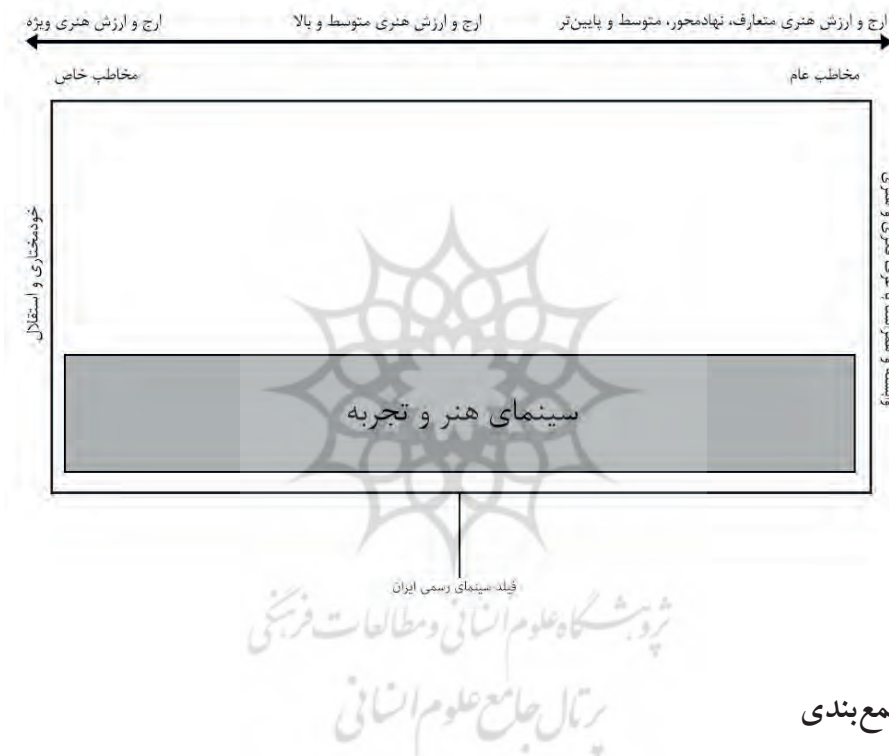 ارج و ارزش هنری متعارف، نهادمحور، متوسط و پایین‌تر
ارج و ارزش هنری متوسط و بالا
ارج و ارزش هنری ویژه
مخاطب عام
مخاطب خاص
خودمختاری و استقلال
سینمای هنر و تجربه
فیلد سینمای رسمی ایران
پژوهشگاه علوم انسانی و مطالعات فرهنگی
پرتال جامع علوم انسانی
مع‌بندی